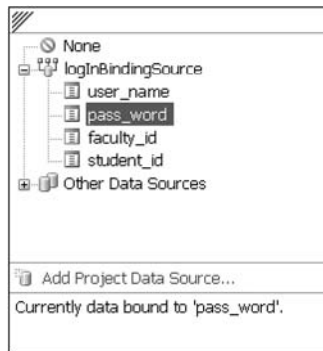 None
logInBindingSource
user_name
pass_word
faculty_id
student_id
Other Data Sources
Add Project Data Source...
Currently data bound to 'pass_word'.